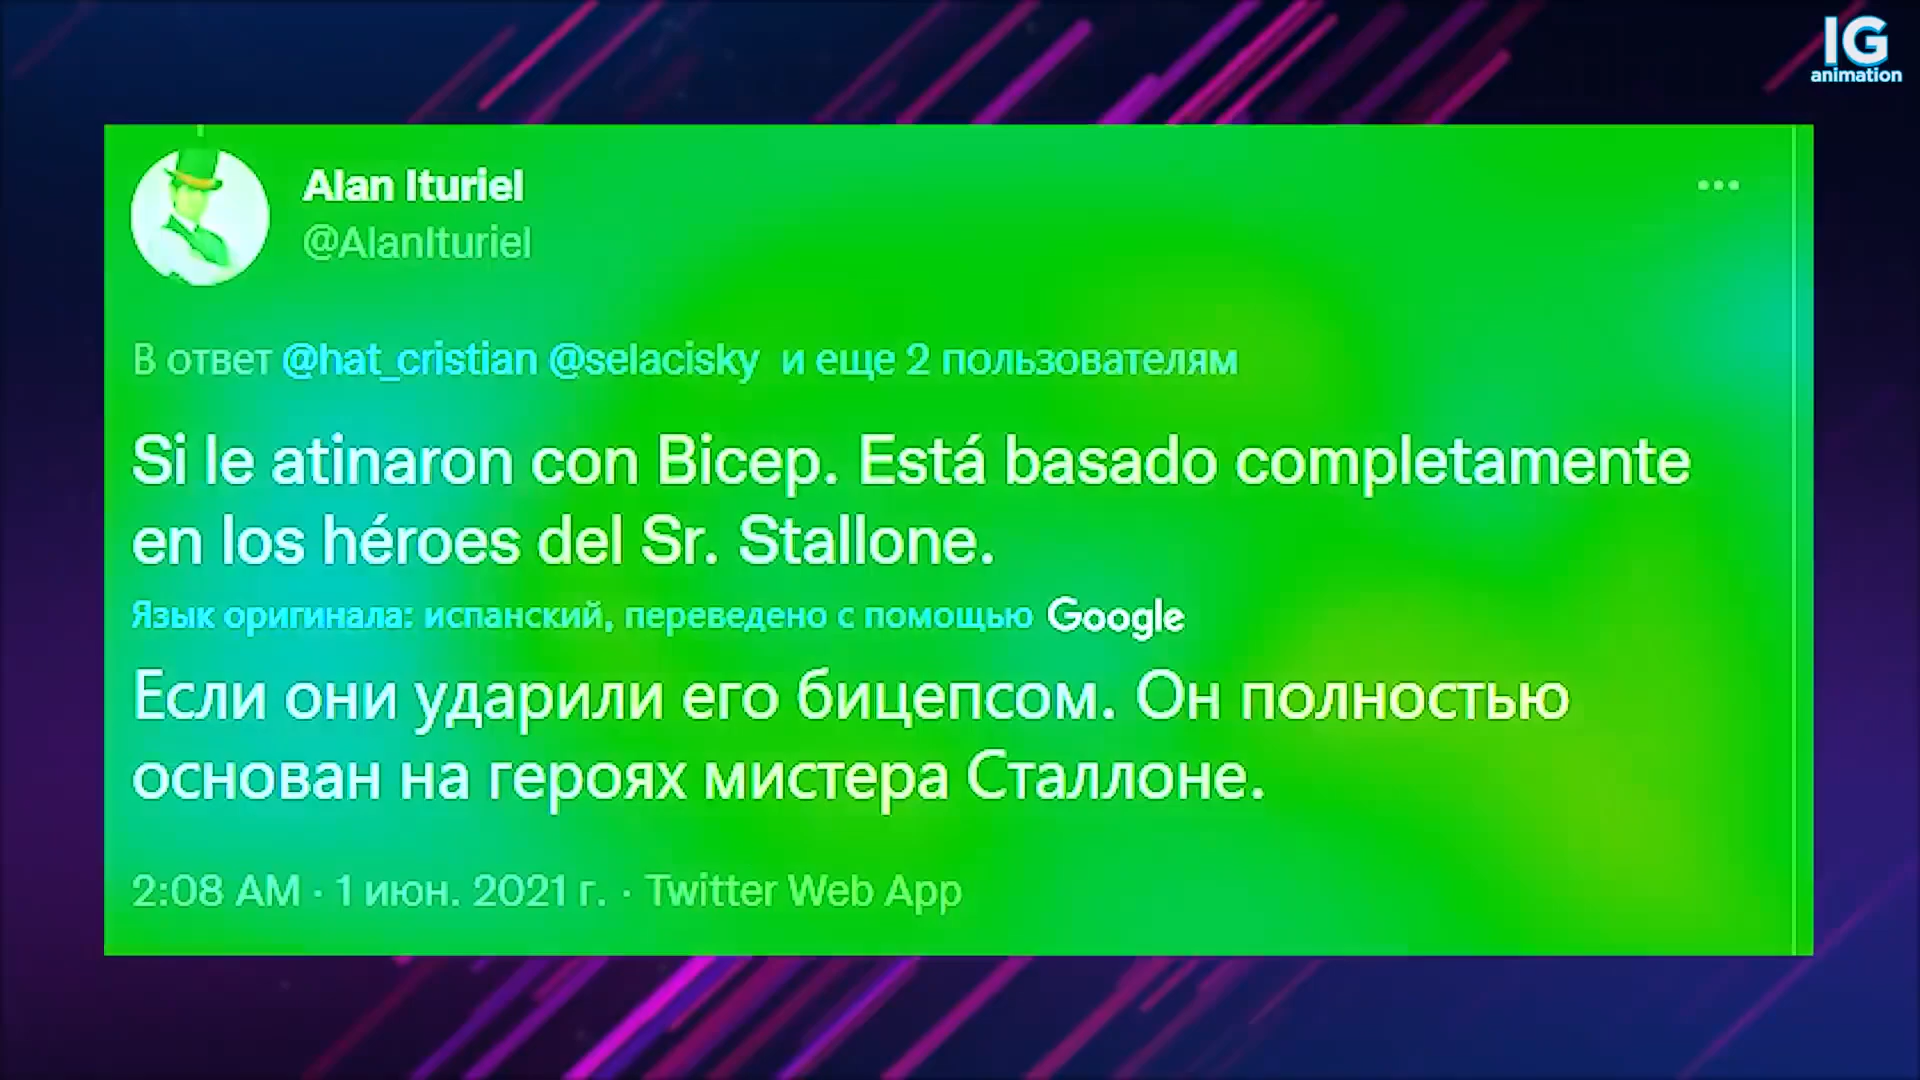 IG
animation
Alan Ituriel
@AlanIturiel
В ответ @hat_cristian @selacisky и еще 2 пользователям
Si le atinaron con Bicep. Está basado completamente
en los héroes del Sr. Stallone.
Язык оригинала: испанский, переведено с помощью Google
Если они ударили его бицепсом. Он полностью
основан на героях мистера Сталлоне.
2:08 AM · 1 июн. 2021 г. · Twitter Web App